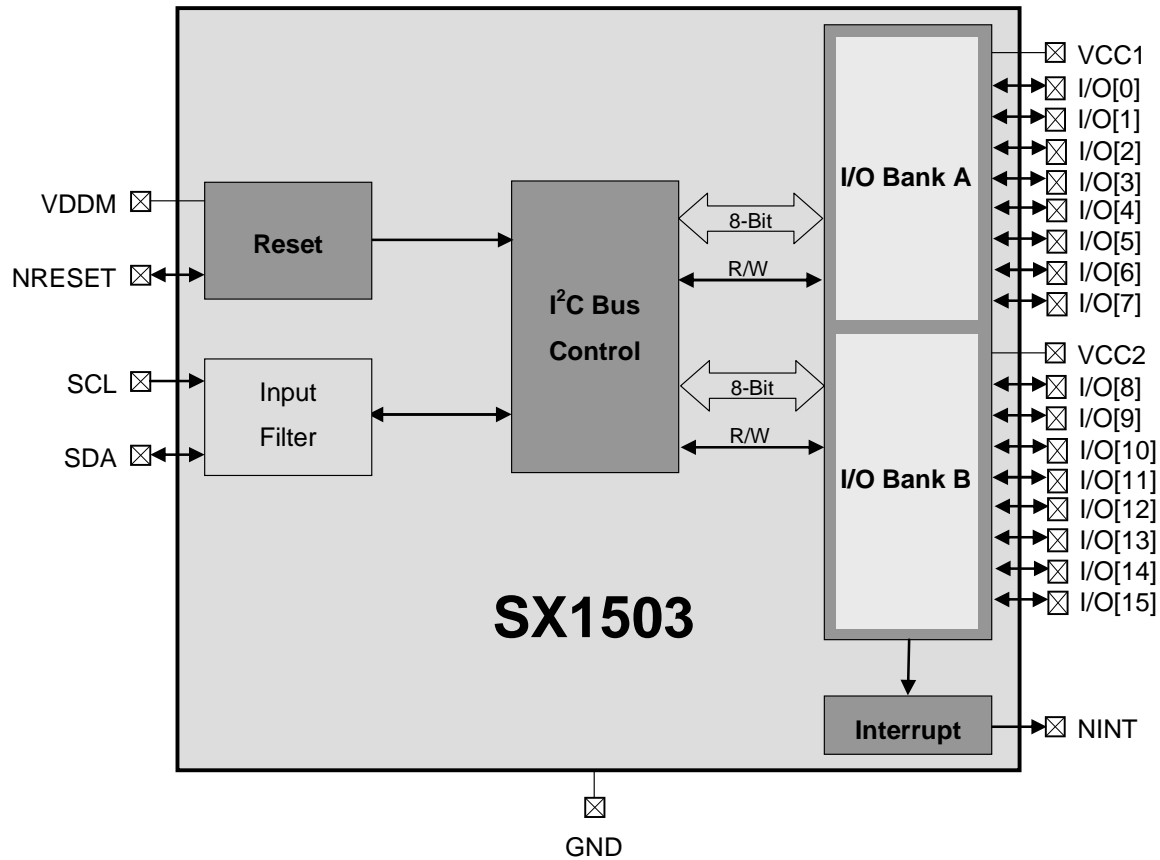 VDDM
NRESET
SCL
SDA
Reset
Input
Filter
I²C Bus
Control
8-Bit
R/W
8-Bit
R/W
I/O Bank A
I/O Bank B
VCC1
I/O[0]
I/O[1]
I/O[2]
I/O[3]
I/O[4]
I/O[5]
I/O[6]
I/O[7]
VCC2
I/O[8]
I/O[9]
I/O[10]
I/O[11]
I/O[12]
I/O[13]
I/O[14]
I/O[15]
SX1503
Interrupt
NINT
GND